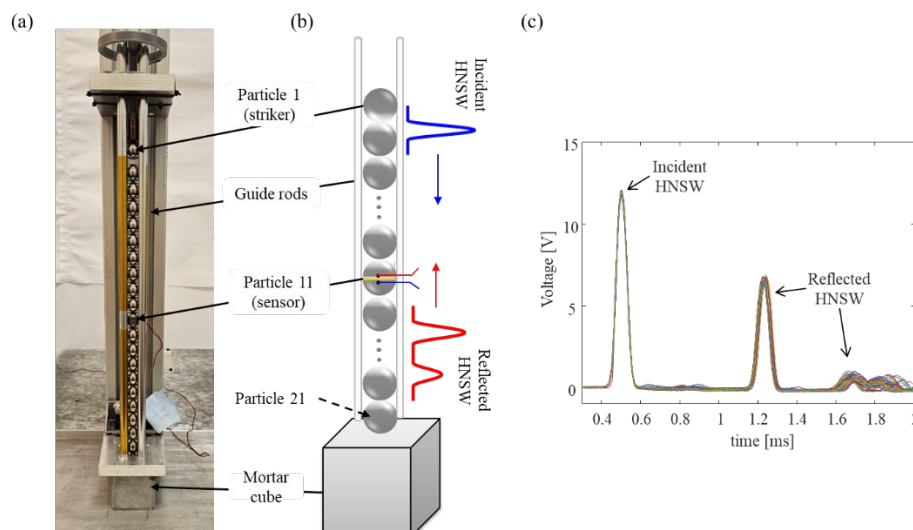 (a)
(b)
(c)
Particle 1
(striker)
Guide rods
Particle 11
(sensor)
Particle 21
Mortar
cube
Incident
HNSW
Reflected
HNSW
15
10
5
0
Voltage [V]
Incident
HNSW
Reflected
HNSW
0.4
0.6
0.8
1.0
1.2
1.4
1.6
1.8
time [ms]